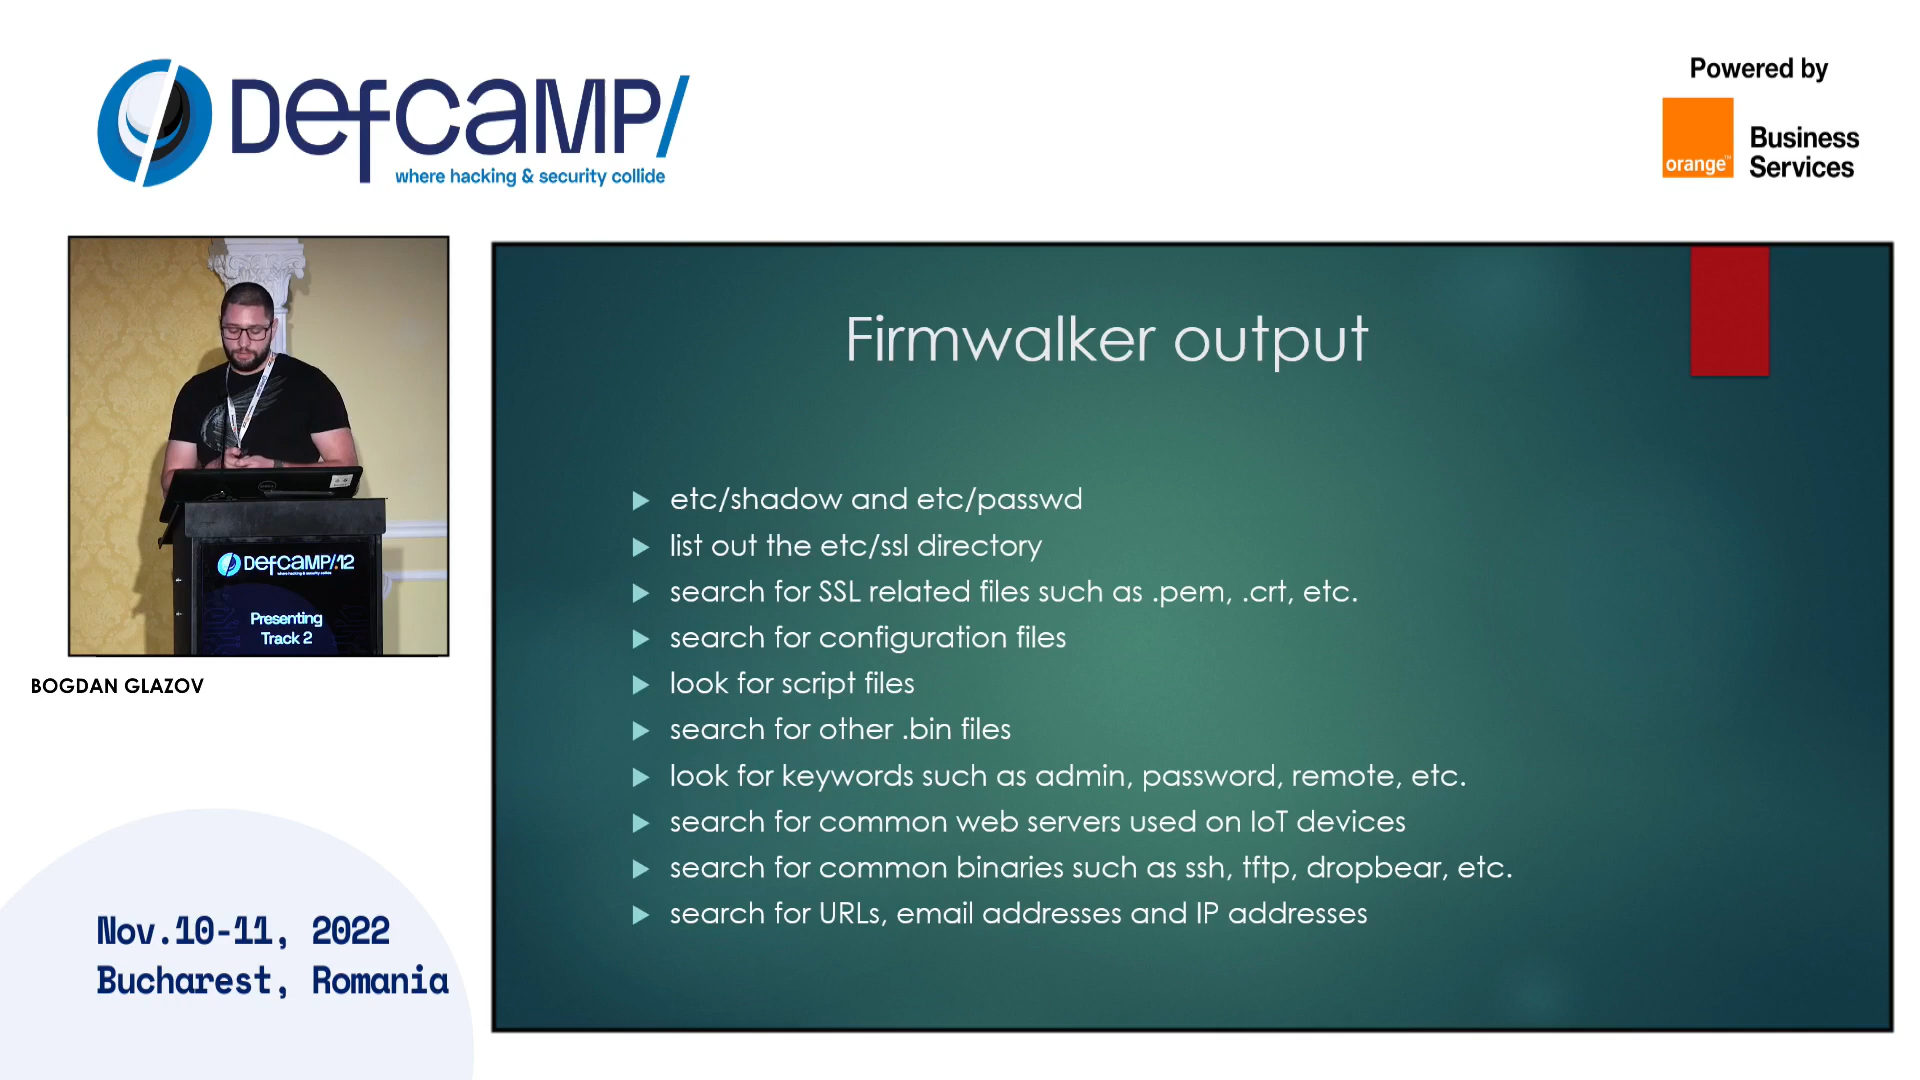 DefCamp/
where hacking & security collide
Powered by
orange™
Business
Services
DefCamp/12
where hacking & security collide
Presenting
Track 2
BOGDAN GLAZOV
Nov.10-11, 2022
Bucharest, Romania
Firmwalker output
etc/shadow and etc/passwd
list out the etc/ssl directory
search for SSL related files such as .pem, .crt, etc.
search for configuration files
look for script files
search for other .bin files
look for keywords such as admin, password, remote, etc.
search for common web servers used on IoT devices
search for common binaries such as ssh, tftp, dropbear, etc.
search for URLs, email addresses and IP addresses